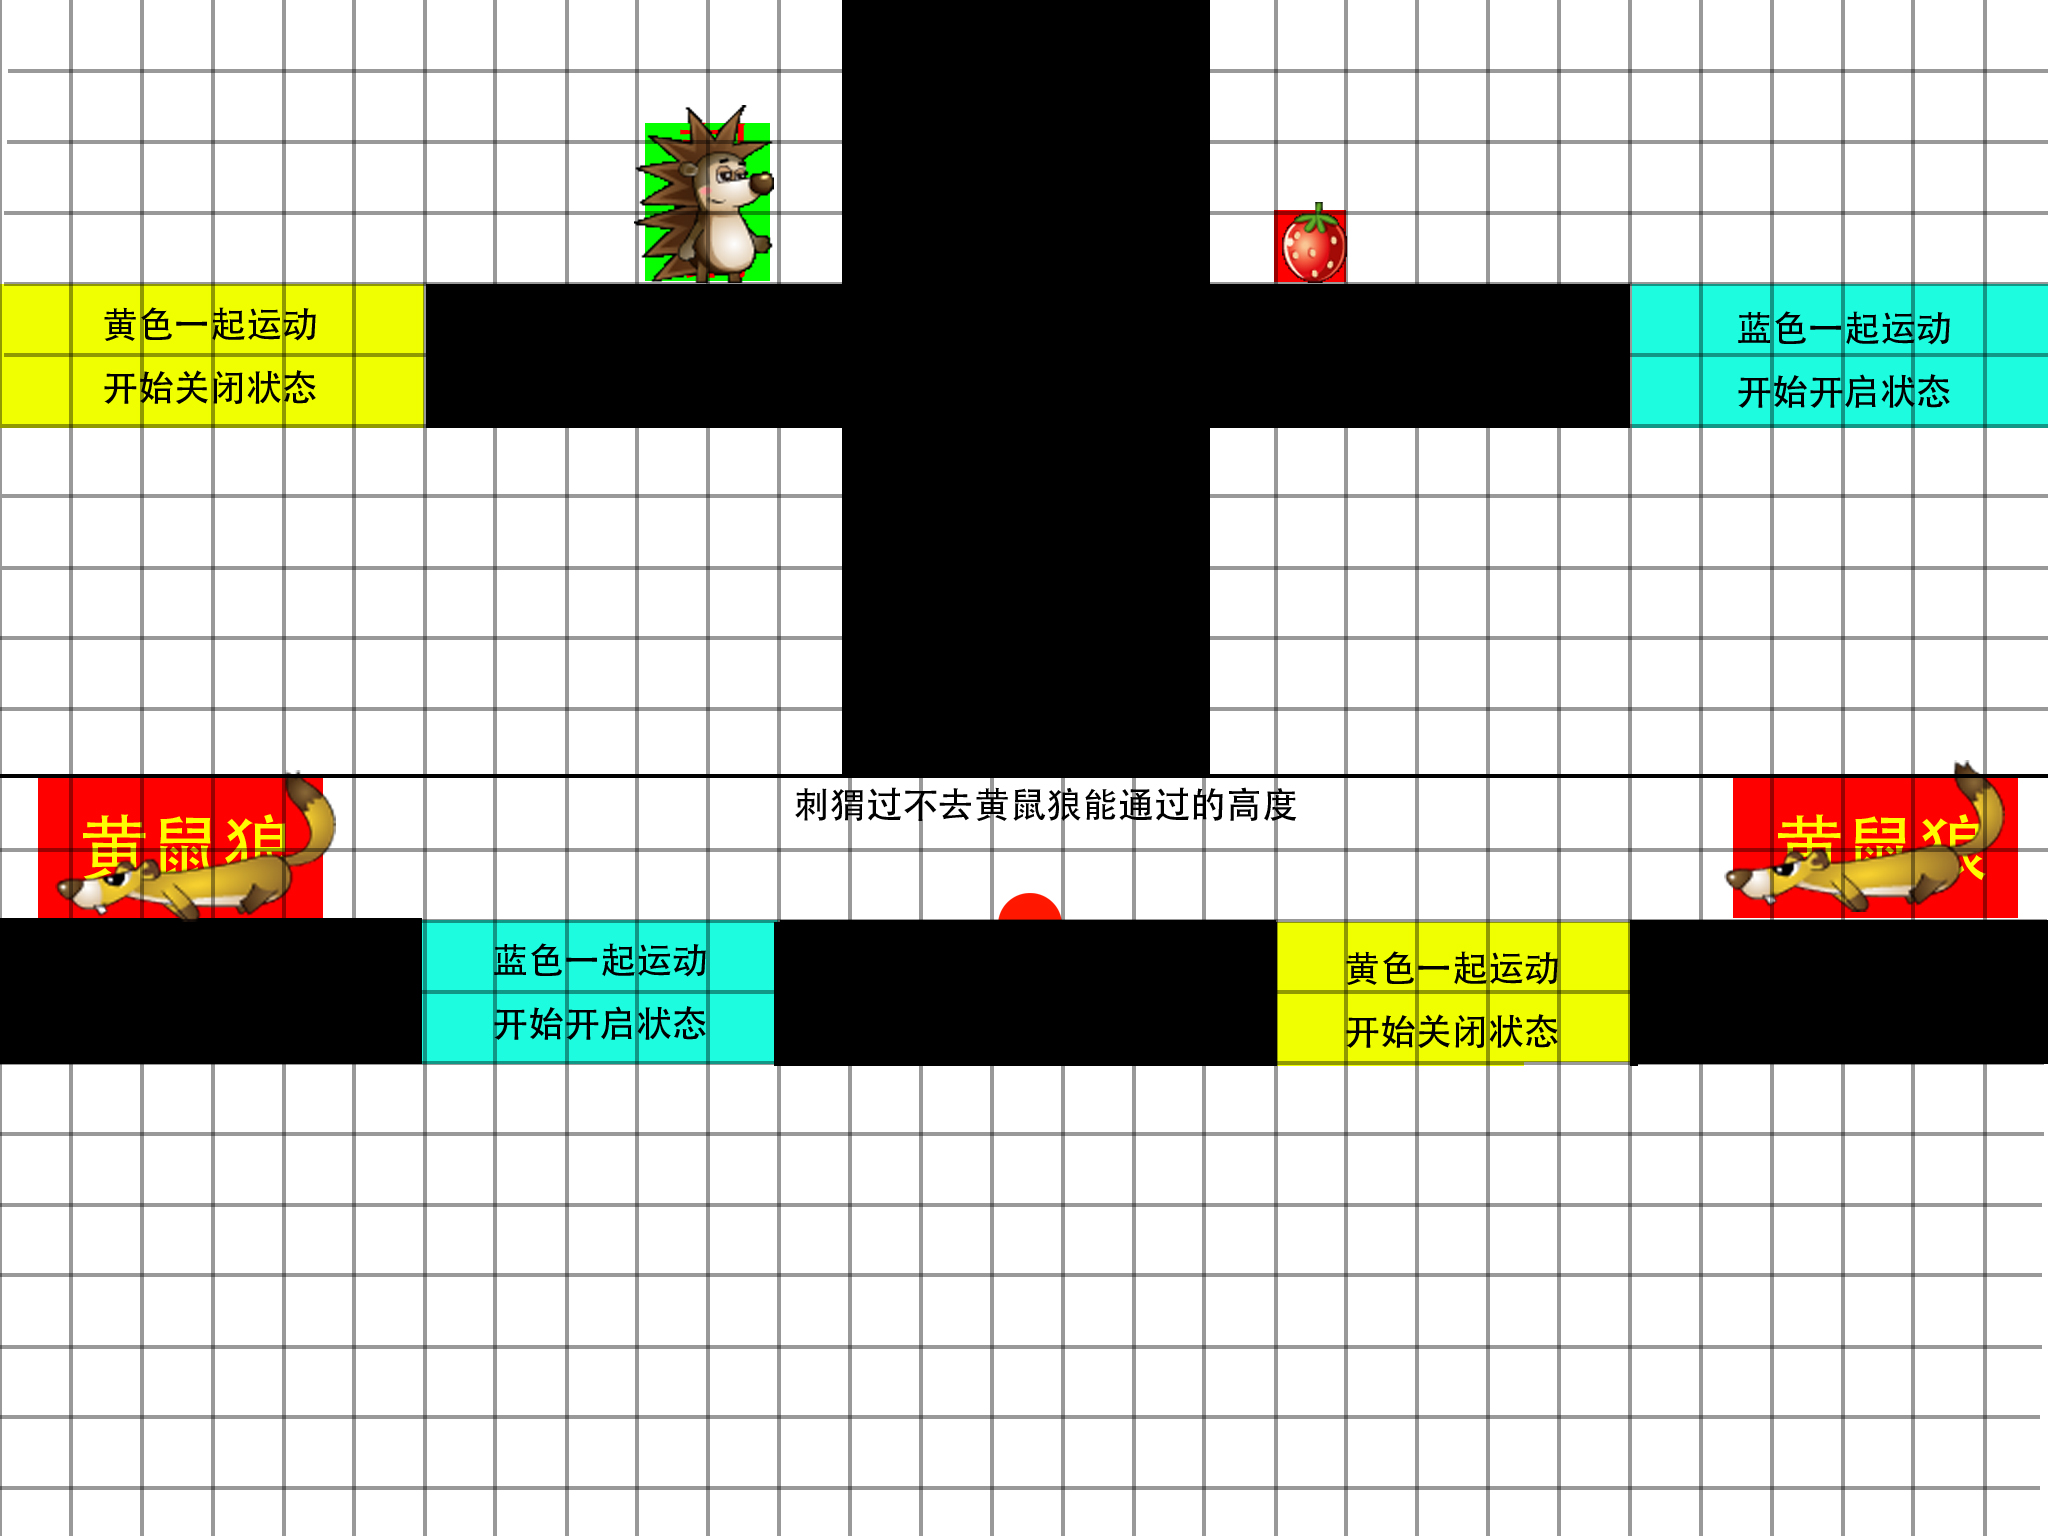 黄色一起运动
开始关闭状态
蓝色一起运动
开始开启状态
刺猬过不去黄鼠狼能通过的高度
黄鼠狼
黄鼠狼
蓝色一起运动
开始开启状态
黄色一起运动
开始关闭状态